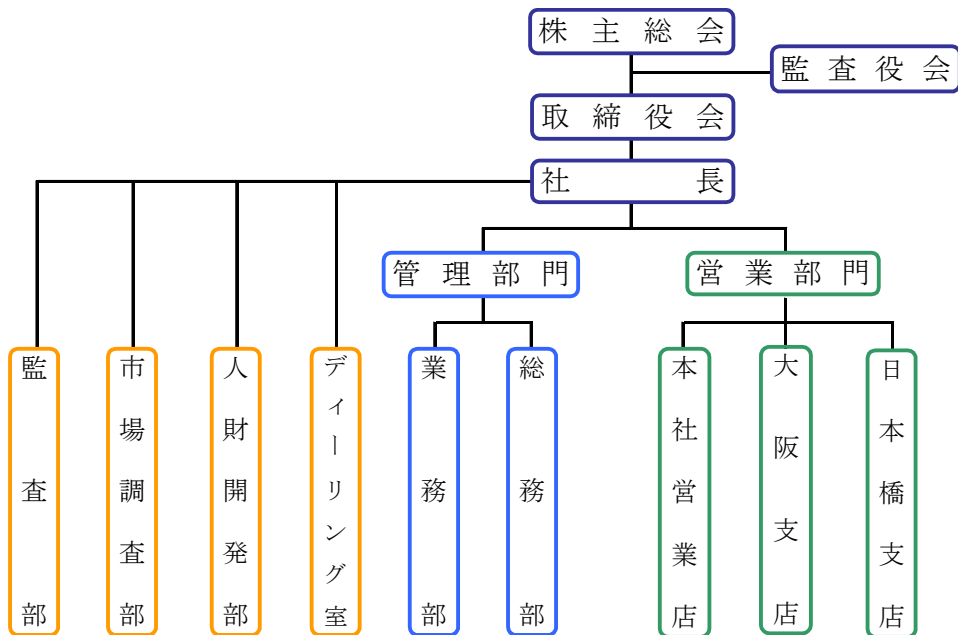 株主総会
監査役会
取締役会
社長
管理部門
営業部門
監査部
市場調査部
人財開発部
ディーリング室
業務部
総務部
本社営業店
大阪支店
日本橋支店